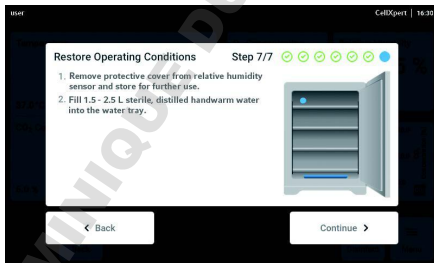 user
CellXpert | 16:30
Restore Operating Conditions
Step 7/7
1. Remove protective cover from relative humidity
sensor and store for further use.
2. Fill 1.5 - 2.5 L sterile, distilled handwarm water
into the water tray.
Back
Continue